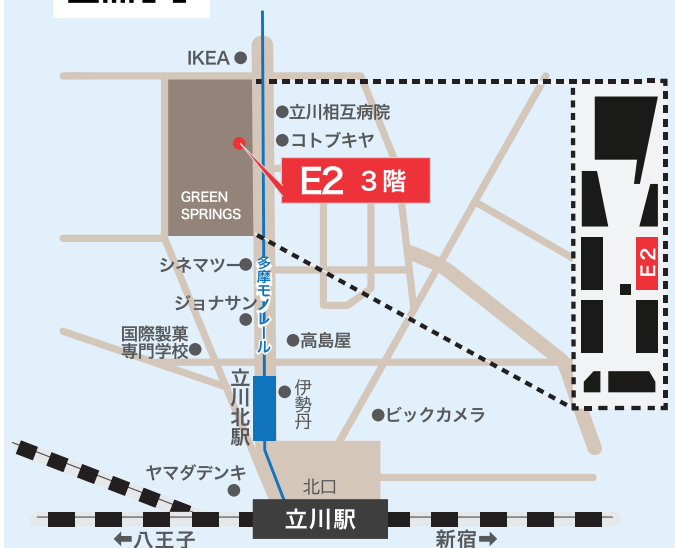 IKEA
立川相互病院
コトブキヤ
E2 3階
GREEN
SPRINGS
E2
シネマツー
多摩モノレール
ジョナサン
高島屋
国際製菓
専門学校
立川北駅
伊勢丹
ビックカメラ
ヤマダデンキ
北口
立川駅
←八王子
新宿→